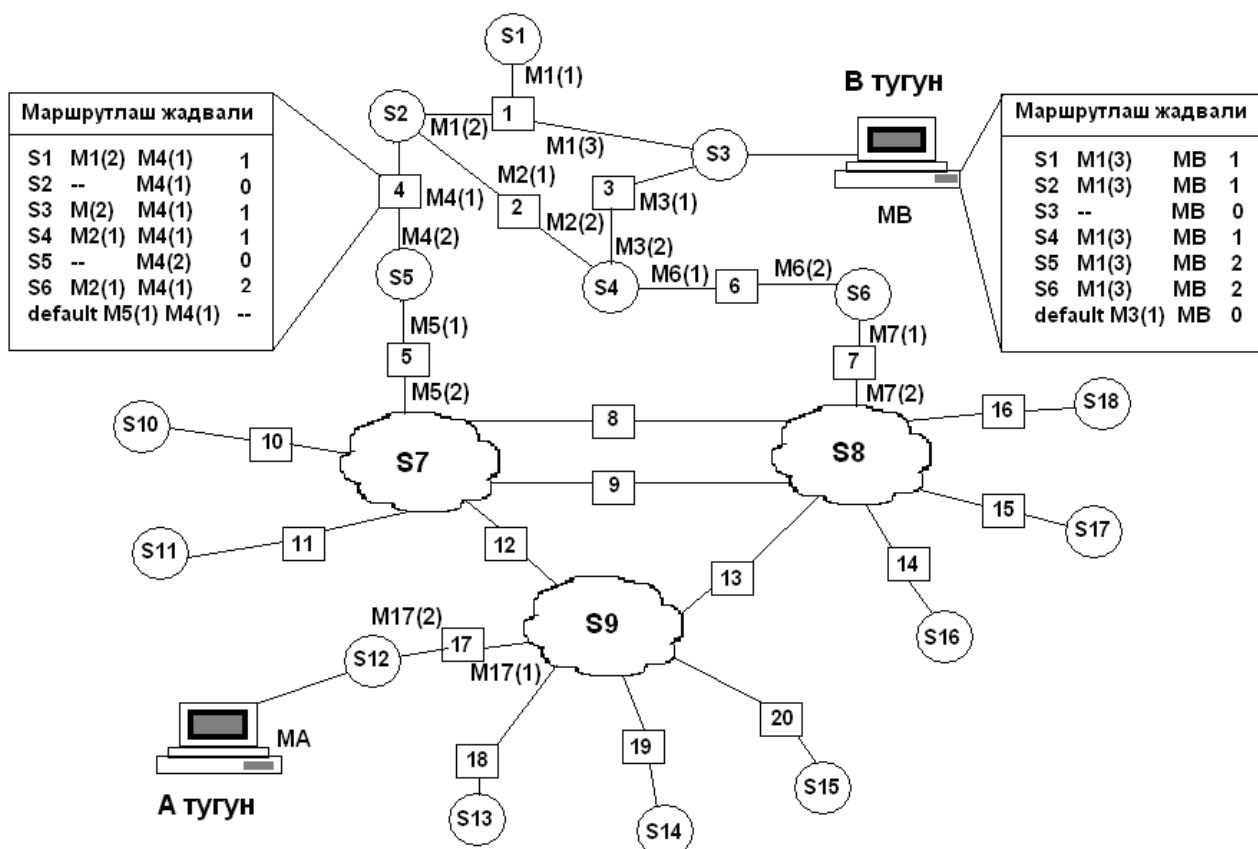 S1
M1(1)
В тугун
Маршрутлаш жадвали
S1 M1(2) M4(1) 1
S2 -- M4(1) 0
S3 M(2) M4(1) 1
S4 M2(1) M4(1) 1
S5 -- M4(2) 0
S6 M2(1) M4(1) 2
default M5(1) M4(1) --
S2
M1(2)
1
M1(3)
S3
MB
Маршрутлаш жадвали
S1 M1(3) MB 1
S2 M1(3) MB 1
S3 -- MB 0
S4 M1(3) MB 1
S5 M1(3) MB 2
S6 M1(3) MB 2
default M3(1) MB 0
4
M4(1)
M2(1)
2
M2(2)
3
M3(1)
M4(2)
M3(2)
S5
S4
M6(1)
6
M6(2)
S6
M5(1)
5
M5(2)
M7(1)
7
M7(2)
S10
10
S7
8
9
S8
16
S18
15
S17
S11
11
12
13
14
S16
S9
M17(2)
S12
17
M17(1)
MA
А тугун
18
S13
19
S14
20
S15